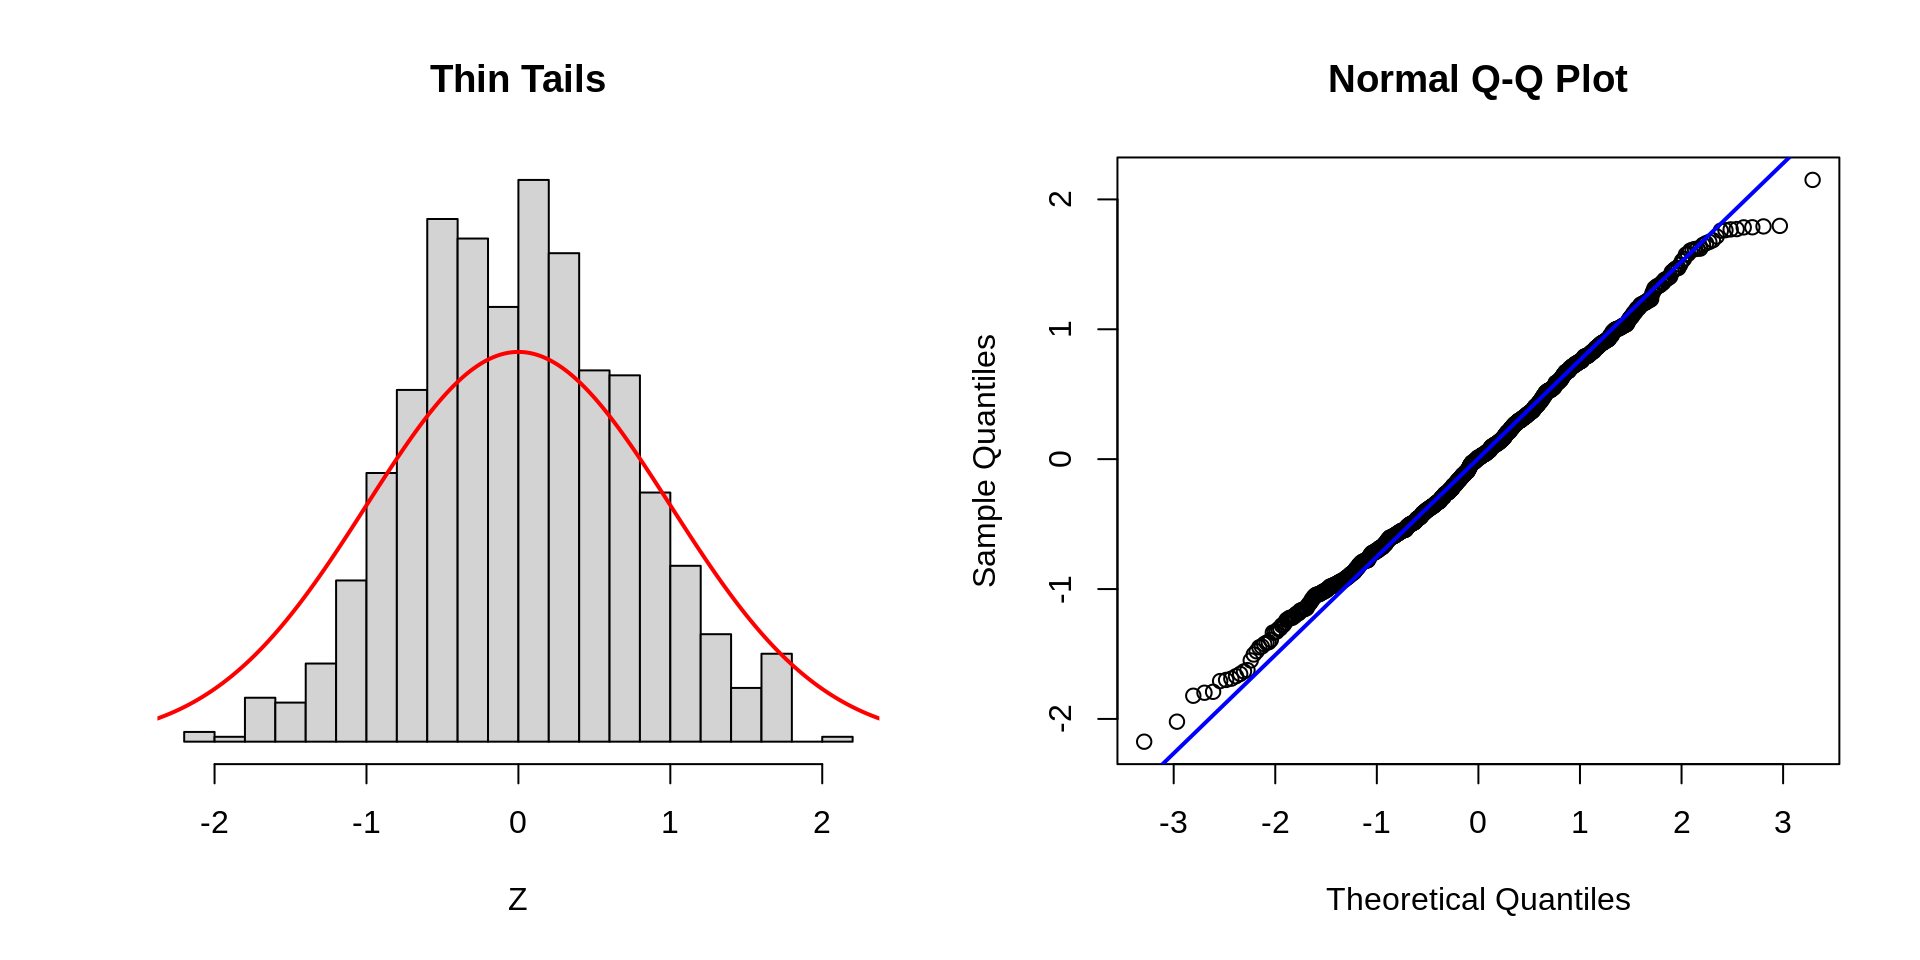 Thin Tails
-2 -1 0 1 2
Z
Normal Q-Q Plot
Sample Quantiles
2
1
0
-1
-2
-3 -2 -1 0 1 2 3
Theoretical Quantiles